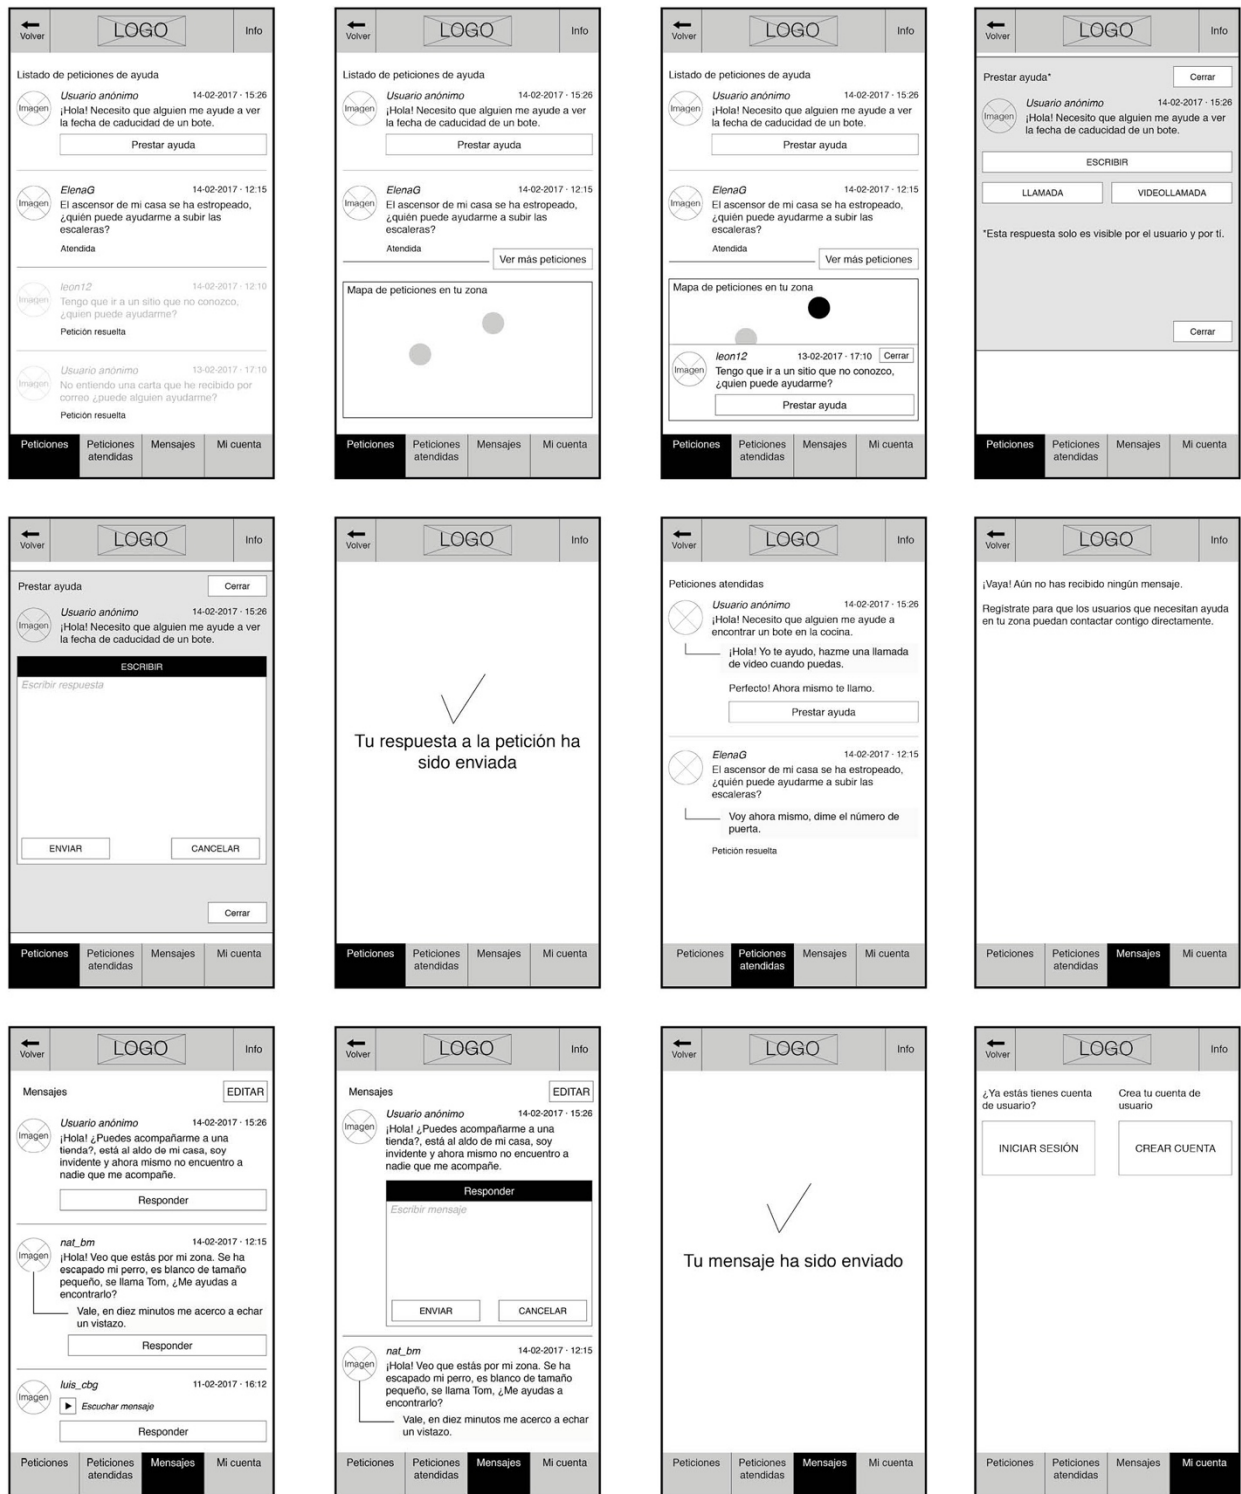 Volver
LOGO
Info
Listado de peticiones de ayuda
Imagen
Usuario anónimo 14-02-2017 · 15:26
¡Hola! Necesito que alguien me ayude a ver
la fecha de caducidad de un bote.
Prestar ayuda
Imagen
ElenaG 14-02-2017 · 12:15
El ascensor de mi casa se ha estropeado,
¿quién puede ayudarme a subir las
escaleras?
Atendida
Imagen
leon12 14-02-2017 · 12:10
Tengo que ir a un sitio que no conozco,
¿quien puede ayudarme?
Petición resuelta
Imagen
Usuario anónimo 13-02-2017 · 17:10
No entiendo una carta que he recibido por
correo ¿puede alguien ayudarme?
Petición resuelta
Peticiones
Peticiones
atendidas
Mensajes
Mi cuenta
Volver
LOGO
Info
Listado de peticiones de ayuda
Imagen
Usuario anónimo 14-02-2017 · 15:26
¡Hola! Necesito que alguien me ayude a ver
la fecha de caducidad de un bote.
Prestar ayuda
Imagen
ElenaG 14-02-2017 · 12:15
El ascensor de mi casa se ha estropeado,
¿quién puede ayudarme a subir las
escaleras?
Atendida
Ver más peticiones
Mapa de peticiones en tu zona
Peticiones
Peticiones
atendidas
Mensajes
Mi cuenta
Volver
LOGO
Info
Listado de peticiones de ayuda
Imagen
Usuario anónimo 14-02-2017 · 15:26
¡Hola! Necesito que alguien me ayude a ver
la fecha de caducidad de un bote.
Prestar ayuda
Imagen
ElenaG 14-02-2017 · 12:15
El ascensor de mi casa se ha estropeado,
¿quién puede ayudarme a subir las
escaleras?
Atendida
Ver más peticiones
Mapa de peticiones en tu zona
Imagen
leon12 13-02-2017 · 17:10 Cerrar
Tengo que ir a un sitio que no conozco,
¿quien puede ayudarme?
Prestar ayuda
Peticiones
Peticiones
atendidas
Mensajes
Mi cuenta
Volver
LOGO
Info
Prestar ayuda* Cerrar
Imagen
Usuario anónimo 14-02-2017 · 15:26
¡Hola! Necesito que alguien me ayude a ver
la fecha de caducidad de un bote.
ESCRIBIR
LLAMADA VIDEOLLAMADA
*Esta respuesta solo es visible por el usuario y por tí.
Cerrar
Peticiones
Peticiones
atendidas
Mensajes
Mi cuenta
Volver
LOGO
Info
Prestar ayuda Cerrar
Imagen
Usuario anónimo 14-02-2017 · 15:26
¡Hola! Necesito que alguien me ayude a ver
la fecha de caducidad de un bote.
ESCRIBIR
Escribir respuesta
ENVIAR CANCELAR
Cerrar
Peticiones
Peticiones
atendidas
Mensajes
Mi cuenta
Volver
LOGO
Info
Tu respuesta a la petición ha
sido enviada
Peticiones
Peticiones
atendidas
Mensajes
Mi cuenta
Volver
LOGO
Info
Peticiones atendidas
Usuario anónimo 14-02-2017 · 15:26
¡Hola! Necesito que alguien me ayude a
encontrar un bote en la cocina.
¡Hola! Yo te ayudo, hazme una llamada
de video cuando puedas.
Perfecto! Ahora mismo te llamo.
Prestar ayuda
ElenaG 14-02-2017 · 12:15
El ascensor de mi casa se ha estropeado,
¿quién puede ayudarme a subir las
escaleras?
Voy ahora mismo, dime el número de
puerta.
Petición resuelta
Peticiones
Peticiones
atendidas
Mensajes
Mi cuenta
Volver
LOGO
Info
¡Vaya! Aún no has recibido ningún mensaje.
Regístrate para que los usuarios que necesitan ayuda
en tu zona puedan contactar contigo directamente.
Peticiones
Peticiones
atendidas
Mensajes
Mi cuenta
Volver
LOGO
Info
Mensajes EDITAR
Imagen
Usuario anónimo 14-02-2017 · 15:26
¡Hola! ¿Puedes acompañarme a una
tienda?, está al aldo de mi casa, soy
invidente y ahora mismo no encuentro a
nadie que me acompañe.
Responder
Imagen
nat_bm 14-02-2017 · 12:15
¡Hola! Veo que estás por mi zona. Se ha
escapado mi perro, es blanco de tamaño
pequeño, se llama Tom, ¿Me ayudas a
encontrarlo?
Vale, en diez minutos me acerco a echar
un vistazo.
Responder
Imagen
luis_cbg 11-02-2017 · 16:12
Escuchar mensaje
Responder
Peticiones
Peticiones
atendidas
Mensajes
Mi cuenta
Volver
LOGO
Info
Mensajes EDITAR
Imagen
Usuario anónimo 14-02-2017 · 15:26
¡Hola! ¿Puedes acompañarme a una
tienda?, está al aldo de mi casa, soy
invidente y ahora mismo no encuentro a
nadie que me acompañe.
Responder
Escribir mensaje
ENVIAR CANCELAR
Imagen
nat_bm 14-02-2017 · 12:15
¡Hola! Veo que estás por mi zona. Se ha
escapado mi perro, es blanco de tamaño
pequeño, se llama Tom, ¿Me ayudas a
encontrarlo?
Vale, en diez minutos me acerco a echar
un vistazo.
Peticiones
Peticiones
atendidas
Mensajes
Mi cuenta
Volver
LOGO
Info
Tu mensaje ha sido enviado
Peticiones
Peticiones
atendidas
Mensajes
Mi cuenta
Volver
LOGO
Info
¿Ya estás tienes cuenta
de usuario?
INICIAR SESIÓN
Crea tu cuenta de
usuario
CREAR CUENTA
Peticiones
Peticiones
atendidas
Mensajes
Mi cuenta